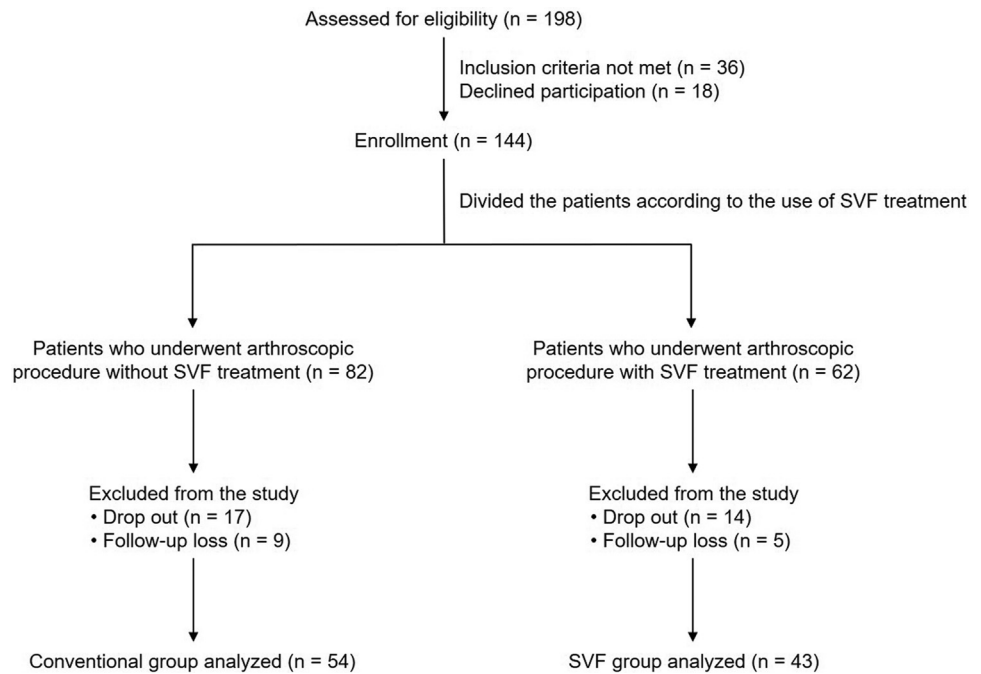 Assessed for eligibility (n = 198)
Inclusion criteria not met (n = 36)
Declined participation (n = 18)
Enrollment (n = 144)
Divided the patients according to the use of SVF treatment
Patients who underwent arthroscopic
procedure without SVF treatment (n = 82)
Patients who underwent arthroscopic
procedure with SVF treatment (n = 62)
Excluded from the study
• Drop out (n = 17)
• Follow-up loss (n = 9)
Excluded from the study
• Drop out (n = 14)
• Follow-up loss (n = 5)
Conventional group analyzed (n = 54)
SVF group analyzed (n = 43)